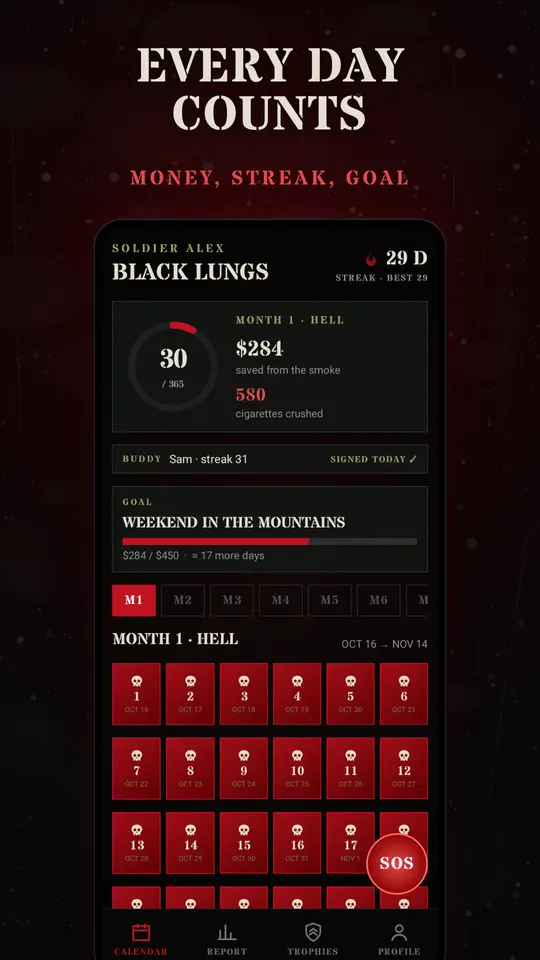 EVERY DAY
COUNTS
MONEY, STREAK, GOAL
SOLDIER ALEX
BLACK LUNGS
29 D
STREAK · BEST 29
MONTH 1 · HELL
30
/ 365
$284
saved from the smoke
580
cigarettes crushed
BUDDY Sam · streak 31 SIGNED TODAY ✓
GOAL
WEEKEND IN THE MOUNTAINS
$284 / $450 · ≈ 17 more days
M1 M2 M3 M4 M5 M6 M
MONTH 1 · HELL OCT 16 → NOV 14
1 2 3 4 5 6
OCT 16 OCT 17 OCT 18 OCT 19 OCT 20 OCT 21
7 8 9 10 11 12
OCT 22 OCT 23 OCT 24 OCT 25 OCT 26 OCT 27
13 14 15 16 17
OCT 28 OCT 29 OCT 30 OCT 31 NOV 1
SOS
CALENDAR REPORT TROPHIES PROFILE